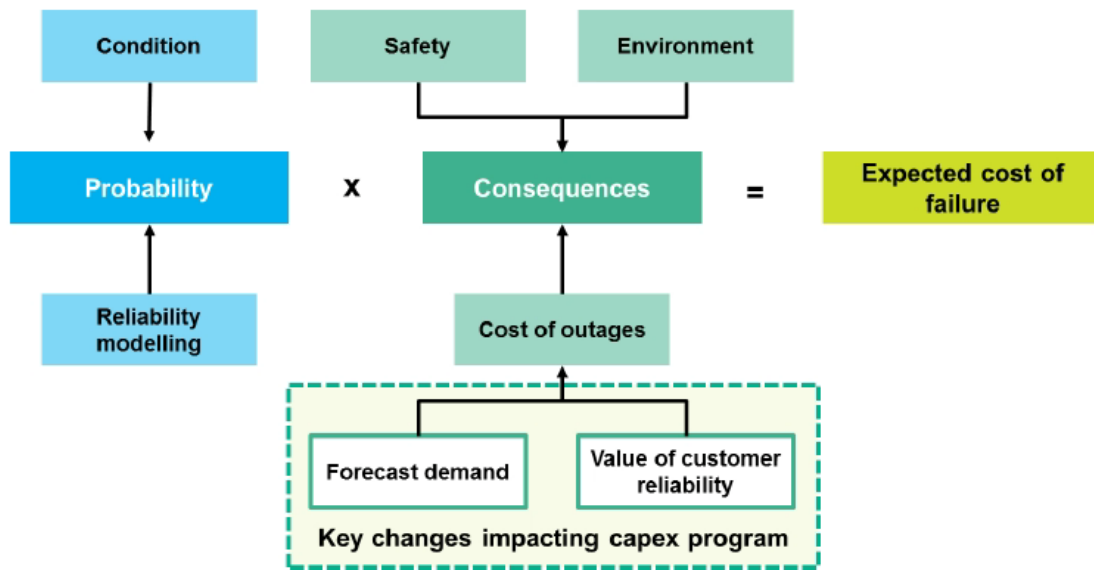 Condition
Safety
Environment
Probability
x
Consequences
=
Expected cost of
failure
Reliability
modelling
Cost of outages
Forecast demand
Value of customer
reliability
Key changes impacting capex program